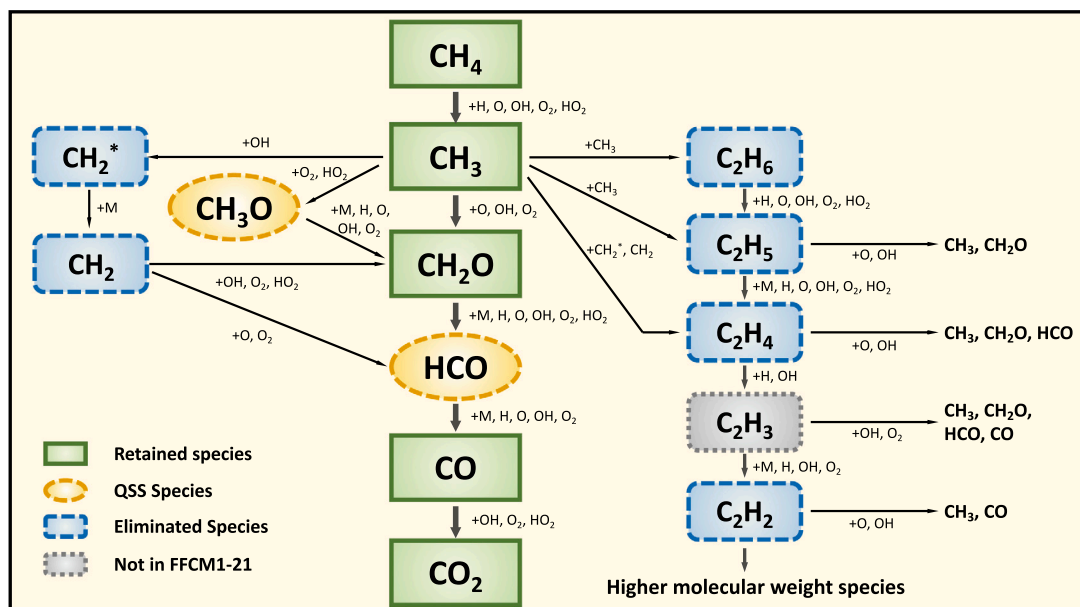 CH₄
+H, O, OH, O₂, HO₂
CH₂*
+OH
CH₃
+CH₃
C₂H₆
+O₂, HO₂
+CH₃
+M
CH₃O
+M, H, O,
OH, O₂
+O, OH, O₂
+H, O, OH, O₂, HO₂
CH₂
+OH, O₂, HO₂
CH₂O
+CH₂*, CH₂
C₂H₅
+O, OH
CH₃, CH₂O
+M, H, O, OH, O₂, HO₂
+M, H, O, OH, O₂, HO₂
+O, O₂
HCO
C₂H₄
+O, OH
CH₃, CH₂O, HCO
+H, OH
+M, H, O, OH, O₂
C₂H₃
+OH, O₂
CH₃, CH₂O,
HCO, CO
+M, H, OH, O₂
CO
C₂H₂
+O, OH
CH₃, CO
+OH, O₂, HO₂
CO₂
Higher molecular weight species
Retained species
QSS Species
Eliminated Species
Not in FFCM1-21